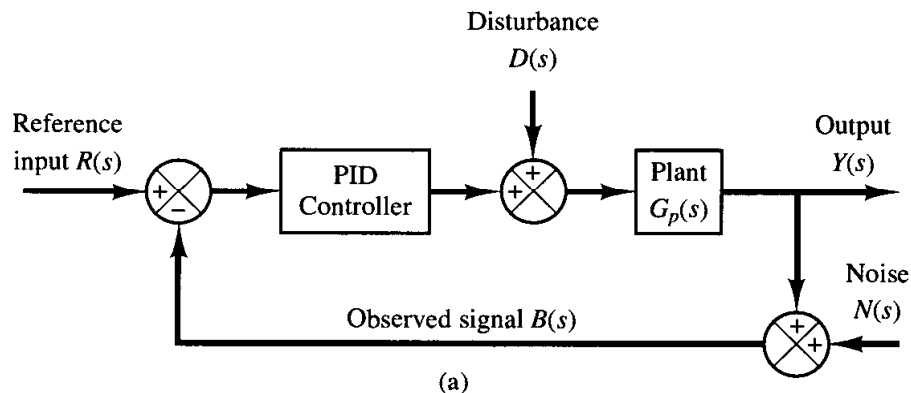 Disturbance
D(s)
Reference
input R(s)
Output
Y(s)
+
−
PID
Controller
+
+
Plant
Gp(s)
Noise
N(s)
Observed signal B(s)
+
+
(a)